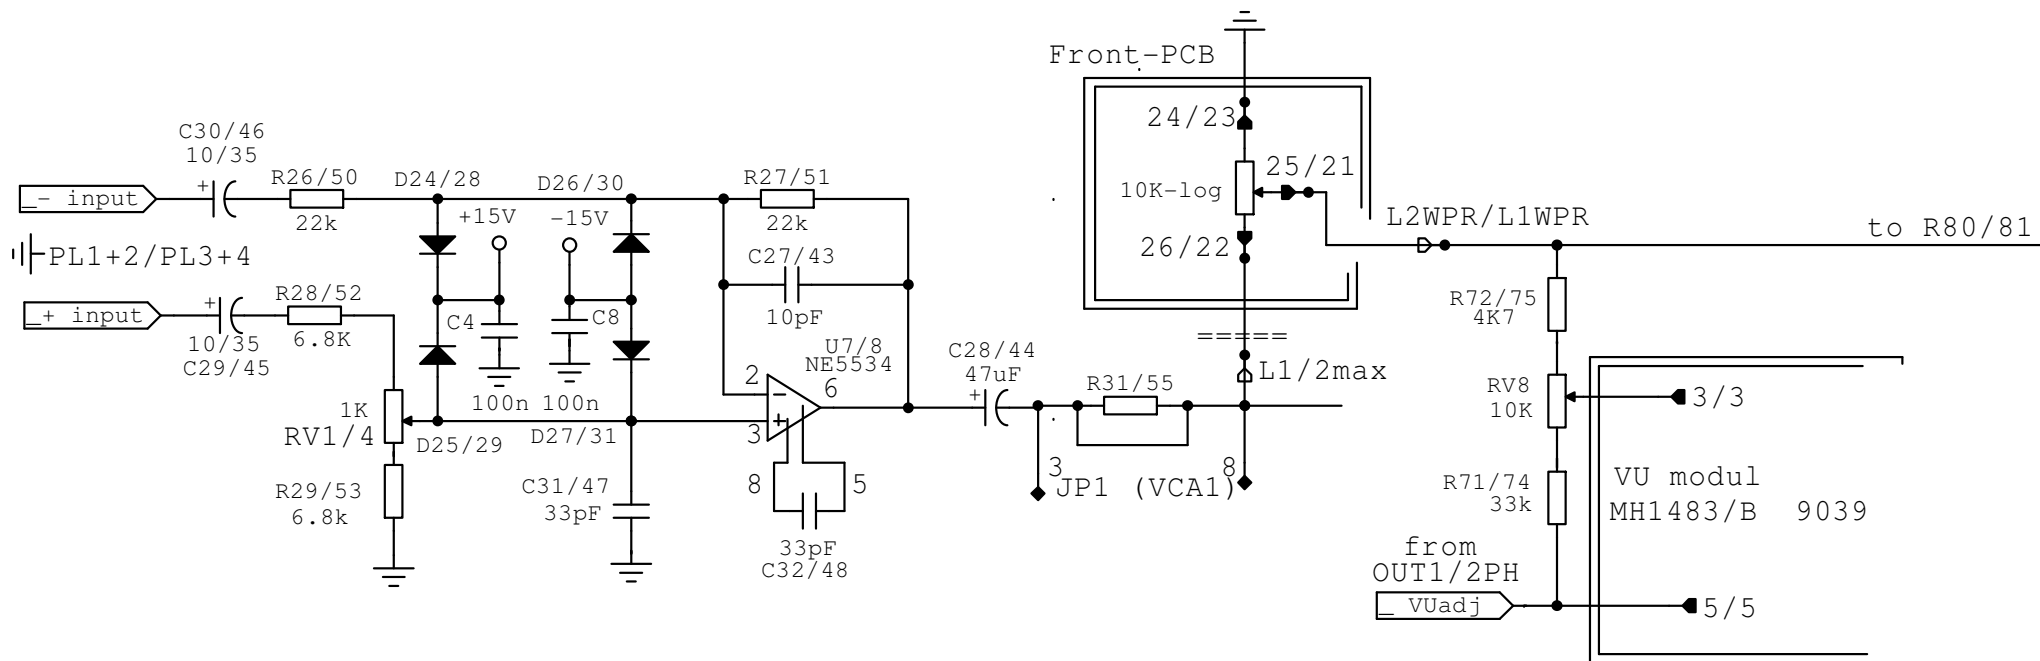 Front-PCB
24/23
10K-log
25/21
26/22
L2WPR/L1WPR
to R80/81
=====
L1/2max
C30/46
10/35
_- input
R26/50
22k
D24/28
D26/30
R27/51
22k
+15V
-15V
PL1+2/PL3+4
C27/43
10pF
_+ input
+
10/35
C29/45
R28/52
6.8K
C4
C8
100n
100n
1K
RV1/4
D25/29
D27/31
R29/53
6.8k
C31/47
33pF
U7/8
NE5534
2
-
+
3
6
8
5
33pF
C32/48
C28/44
47uF
+
R31/55
3
8
JP1 (VCA1)
R72/75
4K7
RV8
10K
3/3
R71/74
33k
VU modul
MH1483/B 9039
from
OUT1/2PH
_ VUadj
5/5